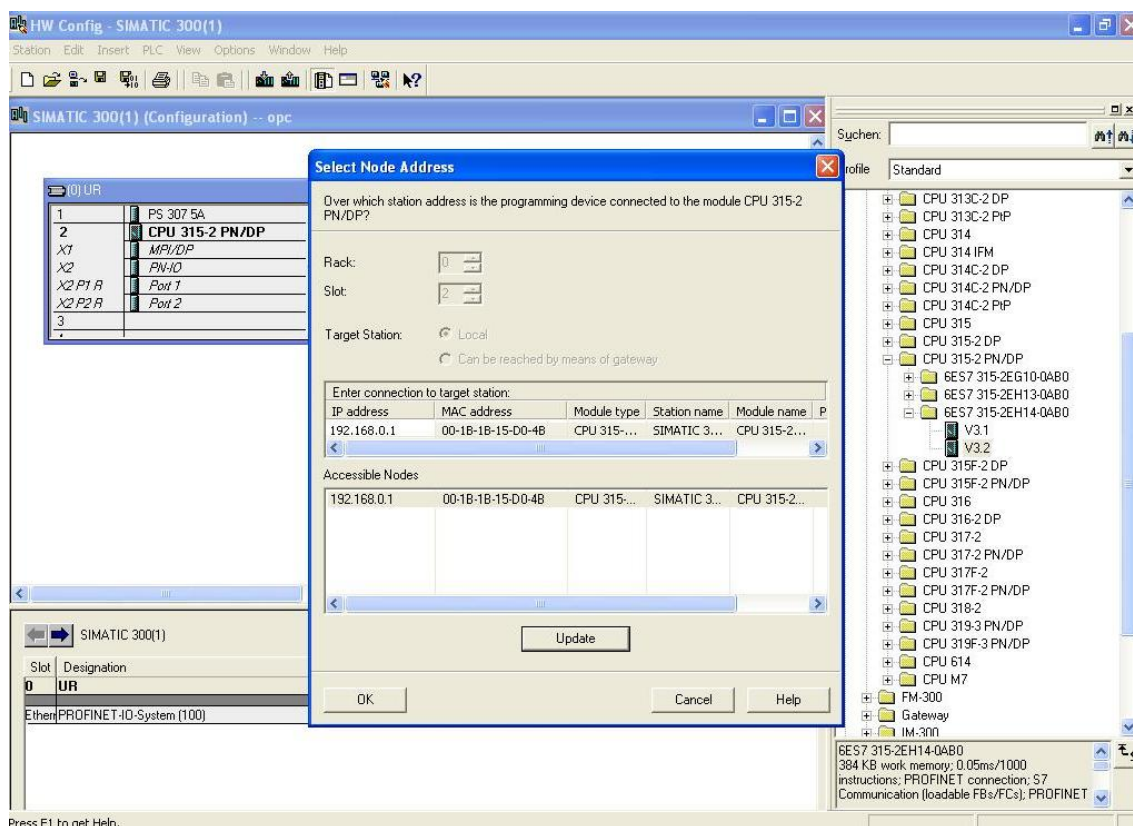 HW Config - SIMATIC 300(1)
Station Edit Insert PLC View Options Window Help
SIMATIC 300(1) (Configuration) -- opc
(0) UR
1 PS 307 5A
2 CPU 315-2 PN/DP
X1 MPI/DP
X2 PN-IO
X2 P1 R Port 1
X2 P2 R Port 2
3
Select Node Address
Over which station address is the programming device connected to the module CPU 315-2
PN/DP?
Rack: 0
Slot: 2
Target Station: Local
Can be reached by means of gateway
Enter connection to target station:
IP address MAC address Module type Station name Module name P
192.168.0.1 00-1B-1B-15-D0-4B CPU 315-... SIMATIC 3... CPU 315-2...
Accessible Nodes
192.168.0.1 00-1B-1B-15-D0-4B CPU 315-... SIMATIC 3... CPU 315-2...
Update
OK Cancel Help
SIMATIC 300(1)
Slot Designation
0 UR
Ethern PROFINET-IO-System (100)
Suchen:
rofile Standard
CPU 313C-2 DP
CPU 313C-2 PtP
CPU 314
CPU 314 IFM
CPU 314C-2 DP
CPU 314C-2 PN/DP
CPU 314C-2 PtP
CPU 315
CPU 315-2 DP
CPU 315-2 PN/DP
6ES7 315-2EG10-0AB0
6ES7 315-2EH13-0AB0
6ES7 315-2EH14-0AB0
V3.1
V3.2
CPU 315F-2 DP
CPU 315F-2 PN/DP
CPU 316
CPU 316-2 DP
CPU 317-2
CPU 317-2 PN/DP
CPU 317F-2
CPU 317F-2 PN/DP
CPU 318-2
CPU 319-3 PN/DP
CPU 319F-3 PN/DP
CPU 614
CPU M7
FM-300
Gateway
IM-300
6ES7 315-2EH14-0AB0
384 KB work memory; 0.05ms/1000
instructions; PROFINET connection; S7
Communication (loadable FBs/FCs); PROFINET
Press F1 to get Help.